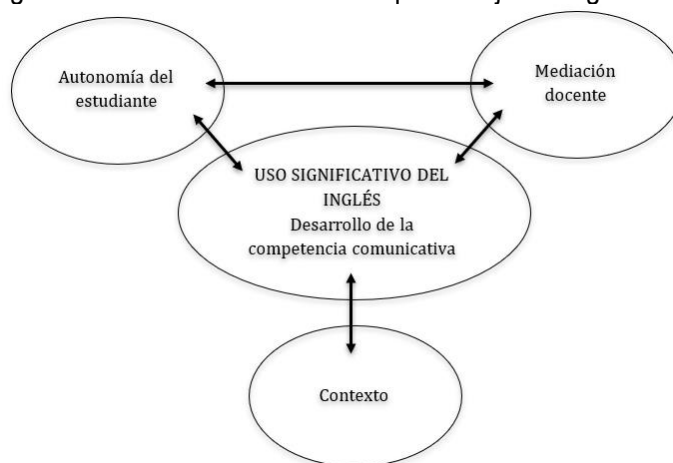 Autonomía del
estudiante
Mediación
docente
USO SIGNIFICATIVO DEL
INGLÉS
Desarrollo de la
competencia comunicativa
Contexto